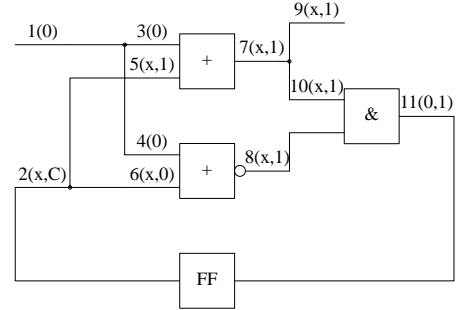 9(x,1)
1(0)
3(0)
7(x,1)
+
5(x,1)
10(x,1)
11(0,1)
&
4(0)
8(x,1)
+
2(x,C)
6(x,0)
FF